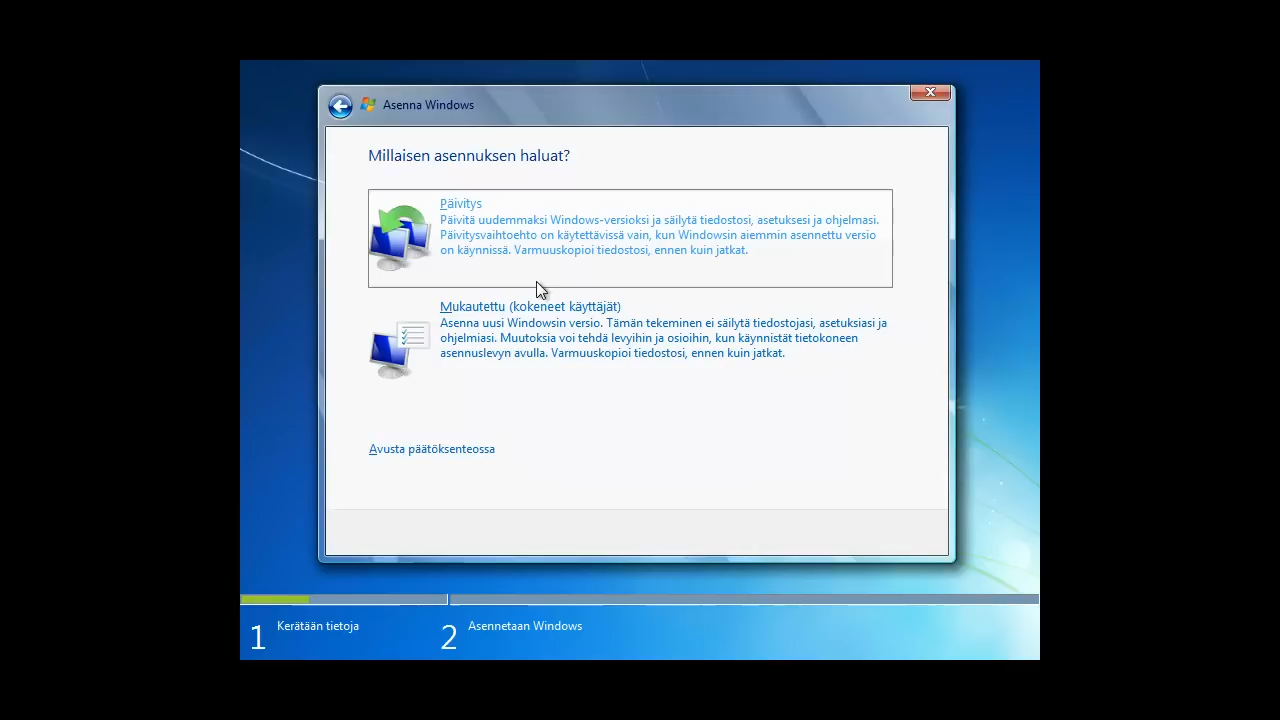 Asenna Windows
Millaisen asennuksen haluat?
Päivitys
Päivitä uudemmaksi Windows-versioksi ja säilytä tiedostosi, asetuksesi ja ohjelmasi.
Päivitysvaihtoehto on käytettävissä vain, kun Windowsin aiemmin asennettu versio
on käynnissä. Varmuuskopioi tiedostosi, ennen kuin jatkat.
Mukautettu (kokeneet käyttäjät)
Asenna uusi Windowsin versio. Tämän tekeminen ei säilytä tiedostojasi, asetuksiasi ja
ohjelmiasi. Muutoksia voi tehdä levyihin ja osioihin, kun käynnistät tietokoneen
asennuslevyn avulla. Varmuuskopioi tiedostosi, ennen kuin jatkat.
Avusta päätöksenteossa
1 Kerätään tietoja
2 Asennetaan Windows